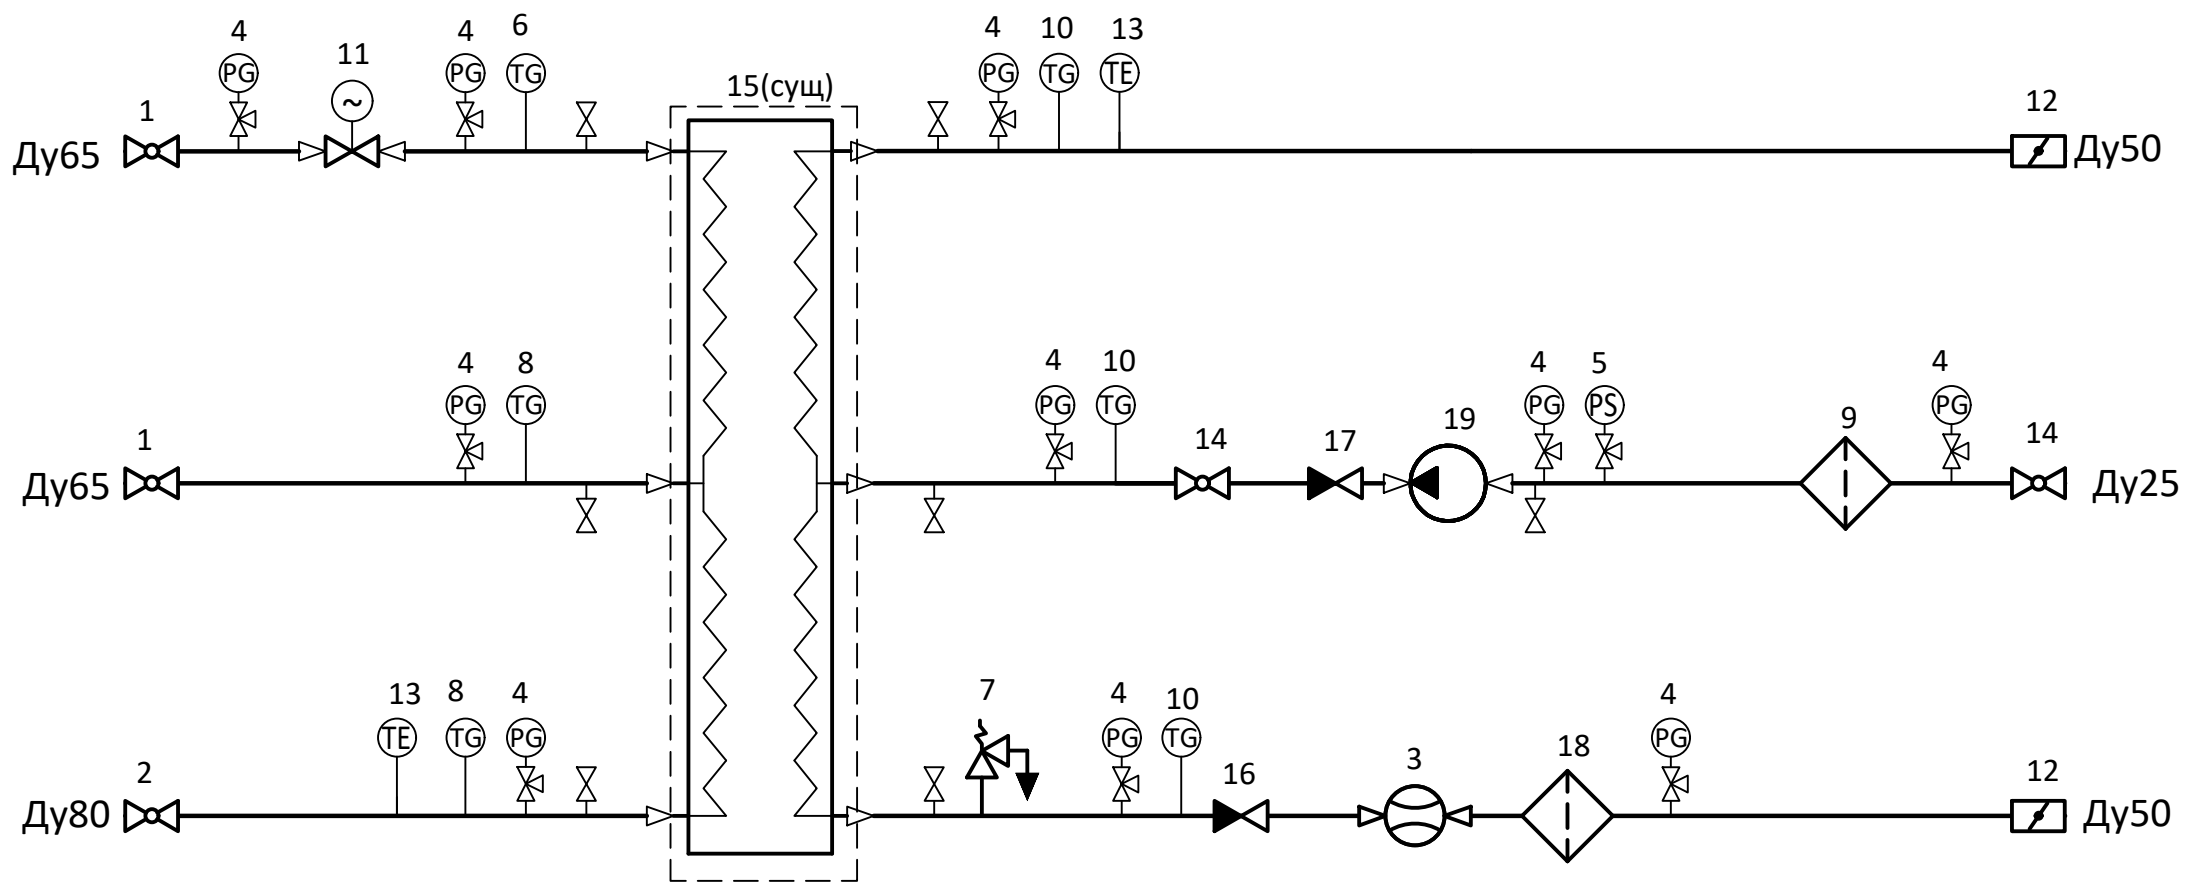 4 4 6 4 10 13
11 15(сущ)
PG PG TG PG TG TE
~
1 12
Ду65 Ду50
4 8 4 10 4 5 4
PG TG PG TG PG PS PG
1 14 17 19 9 14
Ду65 Ду25
13 8 4 7 4 10 4
TE TG PG PG TG PG
2 16 3 18 12
Ду80 Ду50